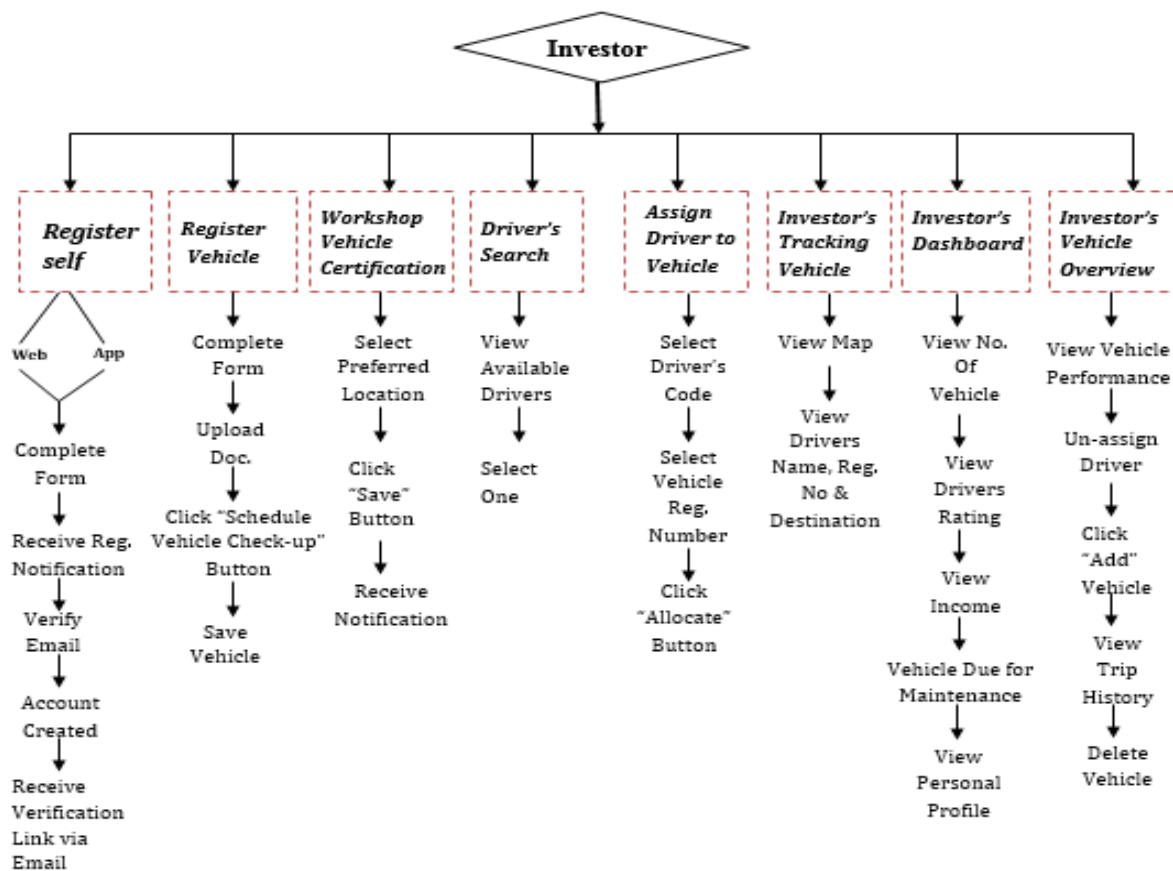 Investor
Register
self
Web
App
Complete
Form
Receive Reg.
Notification
Verify
Email
Account
Created
Receive
Verification
Link via
Email
Register
Vehicle
Complete
Form
Upload
Doc.
Click “Schedule
Vehicle Check-up”
Button
Save
Vehicle
Workshop
Vehicle
Certification
Select
Preferred
Location
Click
“Save”
Button
Receive
Notification
Driver’s
Search
View
Available
Drivers
Select
One
Assign
Driver to
Vehicle
Select
Driver’s
Code
Select
Vehicle
Reg.
Number
Click
“Allocate”
Button
Investor’s
Tracking
Vehicle
View Map
View
Drivers
Name, Reg.
No &
Destination
Investor’s
Dashboard
View No.
Of
Vehicle
View
Drivers
Rating
View
Income
Vehicle Due for
Maintenance
View
Personal
Profile
Investor’s
Vehicle
Overview
View Vehicle
Performance
Un-assign
Driver
Click
“Add”
Vehicle
View
Trip
History
Delete
Vehicle